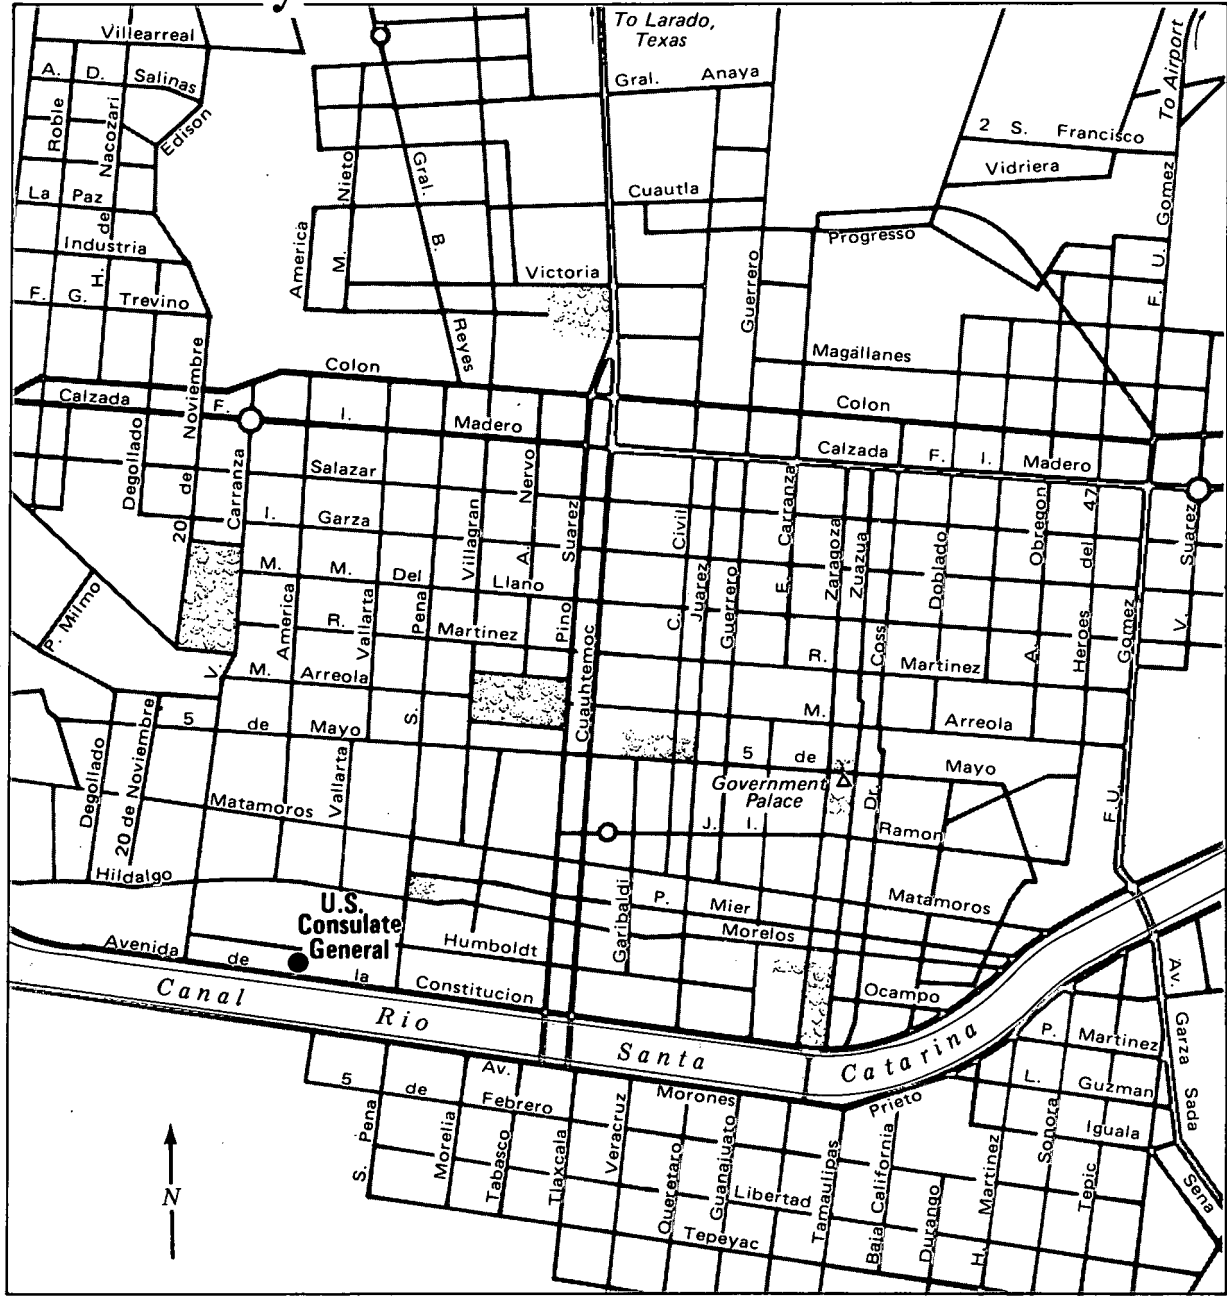 Villearreal
To Larado,
Texas
To Airport
A. D. Salinas
Gral. Anaya
Roble
Nacozari
de
H.
Edison
2 S. Francisco
Vidriera
La Paz
Nieto
M.
Gral.
B.
Reyes
Cuautla
Gomez
U.
F.
Industria
America
Victoria
Progresso
Guerrero
F. G. Trevino
Magallanes
Colon
Colon
Calzada F. I. Madero
Calzada F. I. Madero
Degollado
20 de Noviembre
V. Carranza
Salazar
I. Garza
M. M. Del Llano
Villagran
A. Nervo
Pino Suarez
C. Civil
Juarez
Guerrero
E. Carranza
Zaragoza
Zuazua
Doblado
A. Obregon
Heroes del 47
F.U. Gomez
V. Suarez
P. Milmo
America
Vallarta
S. Pena
R. Martinez
R. Martinez
Dr. Coss
M. Arreola
M. Arreola
Cuauhtemoc
5 de Mayo
5 de Mayo
Degollado
20 de Noviembre
Vallarta
Government
Palace
Matamoros
J. I. Ramon
Hildalgo
U.S.
Consulate
General
Garibaldi
P. Mier
Matamoros
Morelos
Humboldt
Avenida de la Constitucion
Ocampo
Av. Garza Sada
Canal Rio Santa Catarina
P. Martinez
L. Guzman
Iguala
Sena
Av. Morones Prieto
5 de Febrero
S. Pena
Morelia
Tabasco
Tlaxcala
Veracruz
Queretaro
Guanajuato
Tamaulipas
Baja California
Durango
H. Martinez
Sonora
Tepic
Libertad
Tepeyac
N